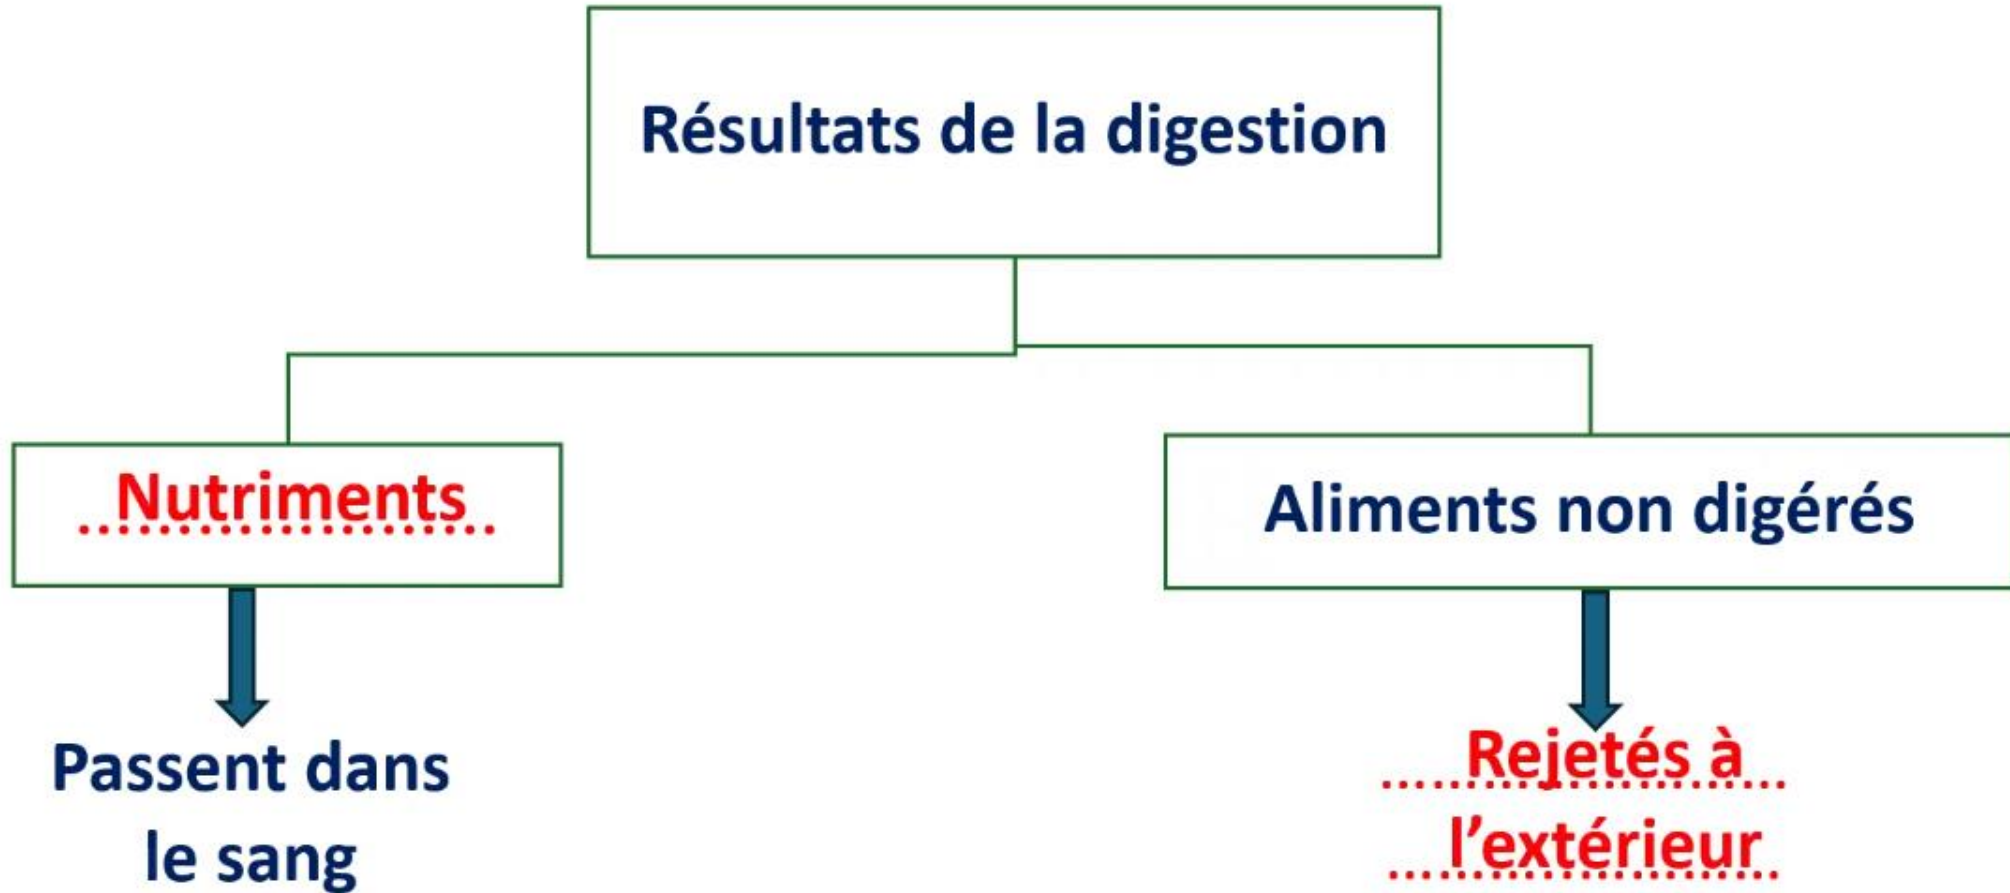 Résultats de la digestion
Nutriments
Aliments non digérés
Passent dans
le sang
Rejetés à
l’extérieur